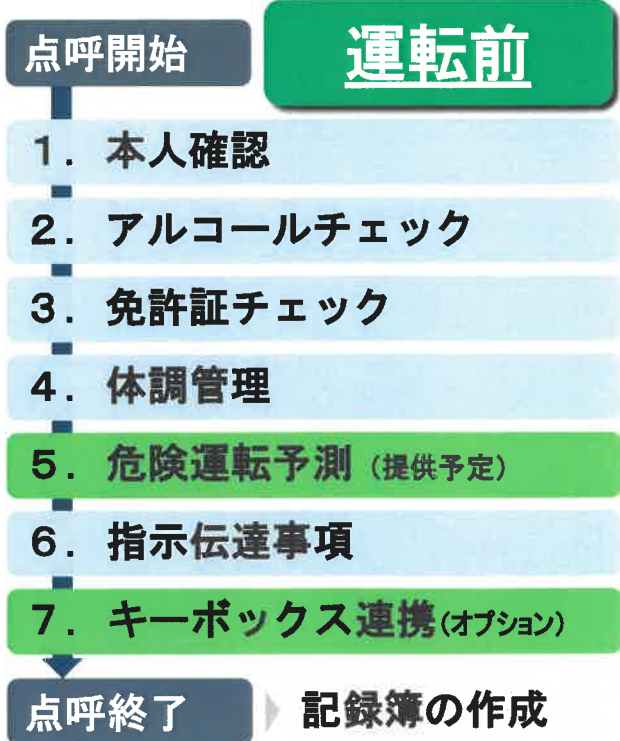 点呼開始
運転前
1. 本人確認
2. アルコールチェック
3. 免許証チェック
4. 体調管理
5. 危険運転予測 (提供予定)
6. 指示伝達事項
7. キーボックス連携(オプション)
点呼終了
記録簿の作成